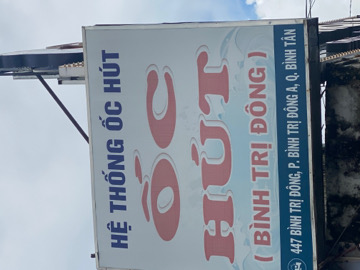 HỆ THỐNG ỐC HÚT
ỐC
HÚT
( BÌNH TRỊ ĐÔNG )
447 BÌNH TRỊ ĐÔNG, P. BÌNH TRỊ ĐÔNG A, Q. BÌNH TÂN